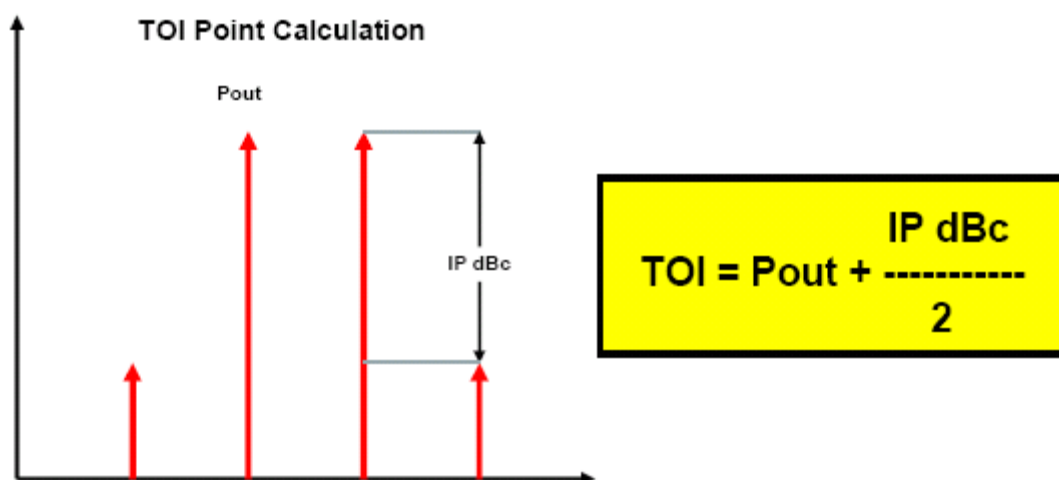 TOI Point Calculation
Pout
IP dBc
IP dBc
TOI = Pout + -----------
2